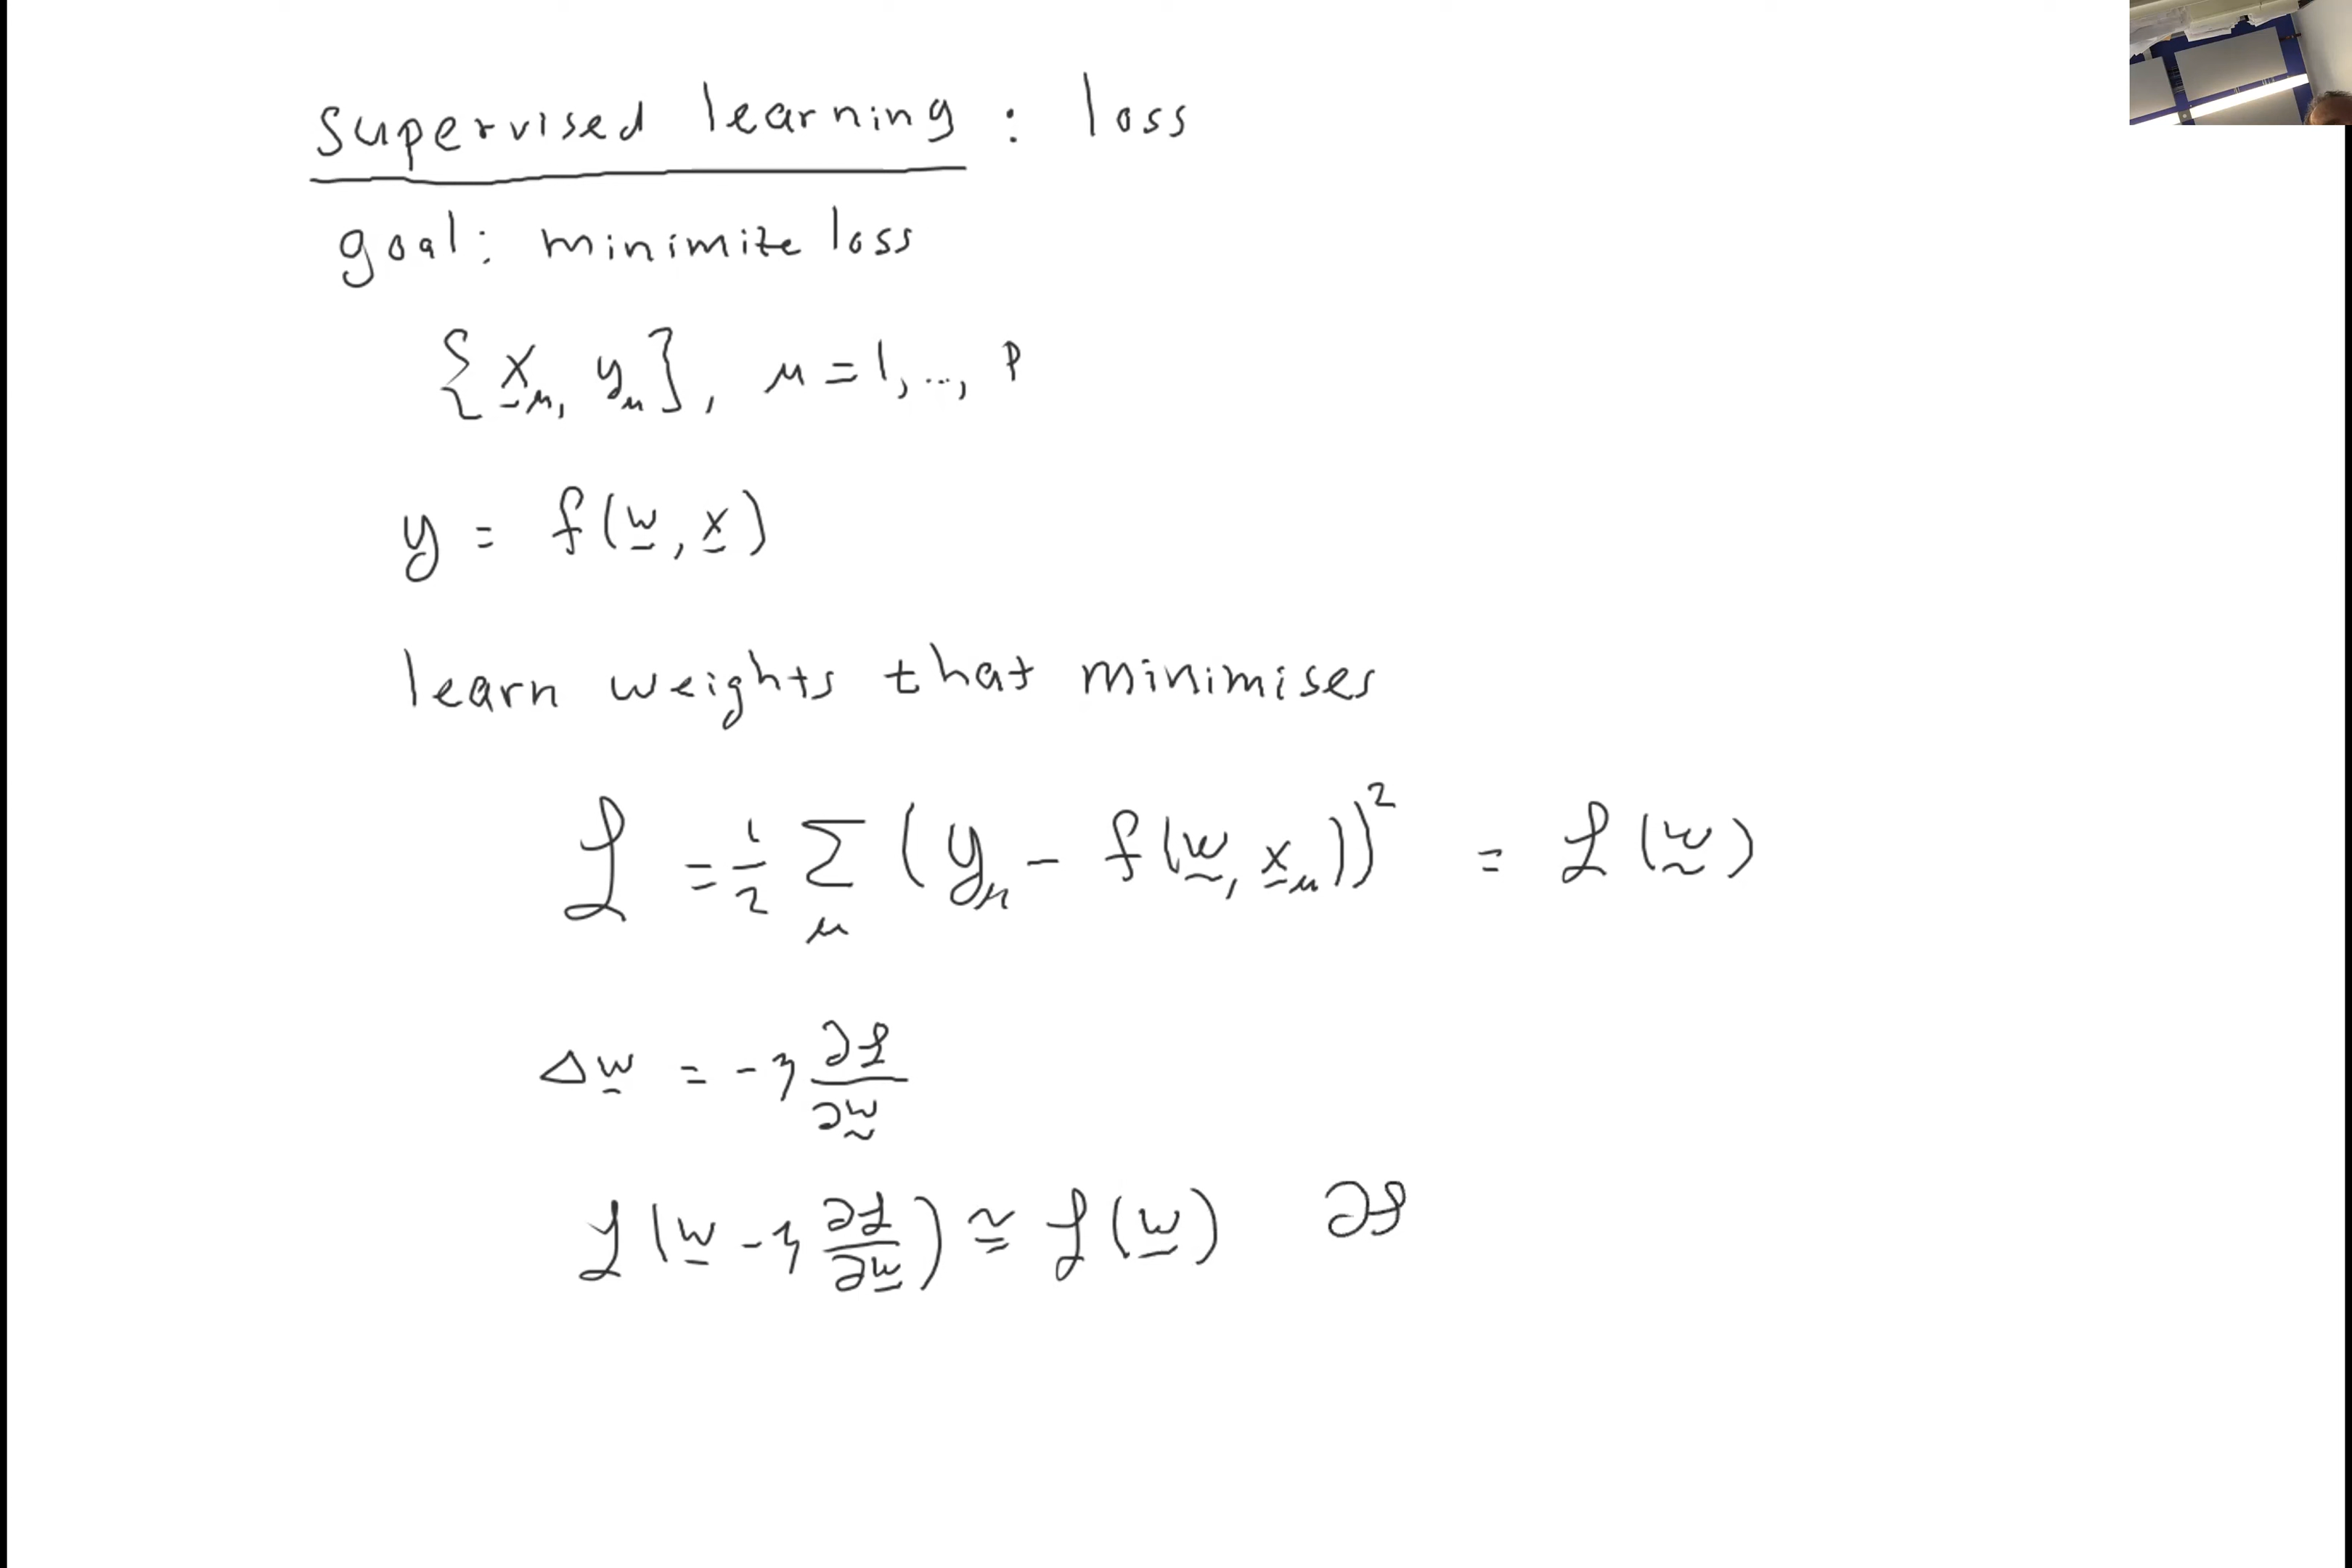 supervised learning : loss
goal: minimize loss
{x_μ, y_μ}, μ = 1, ..., P
y = f(w, x)
learn weights that minimises
ℒ = 1/2 Σ_μ (y_μ - f(w, x_μ))² = ℒ(w)
Δw = -η ∂ℒ/∂w
ℒ(w - η ∂ℒ/∂w) ≃ ℒ(w) ∂ℒ